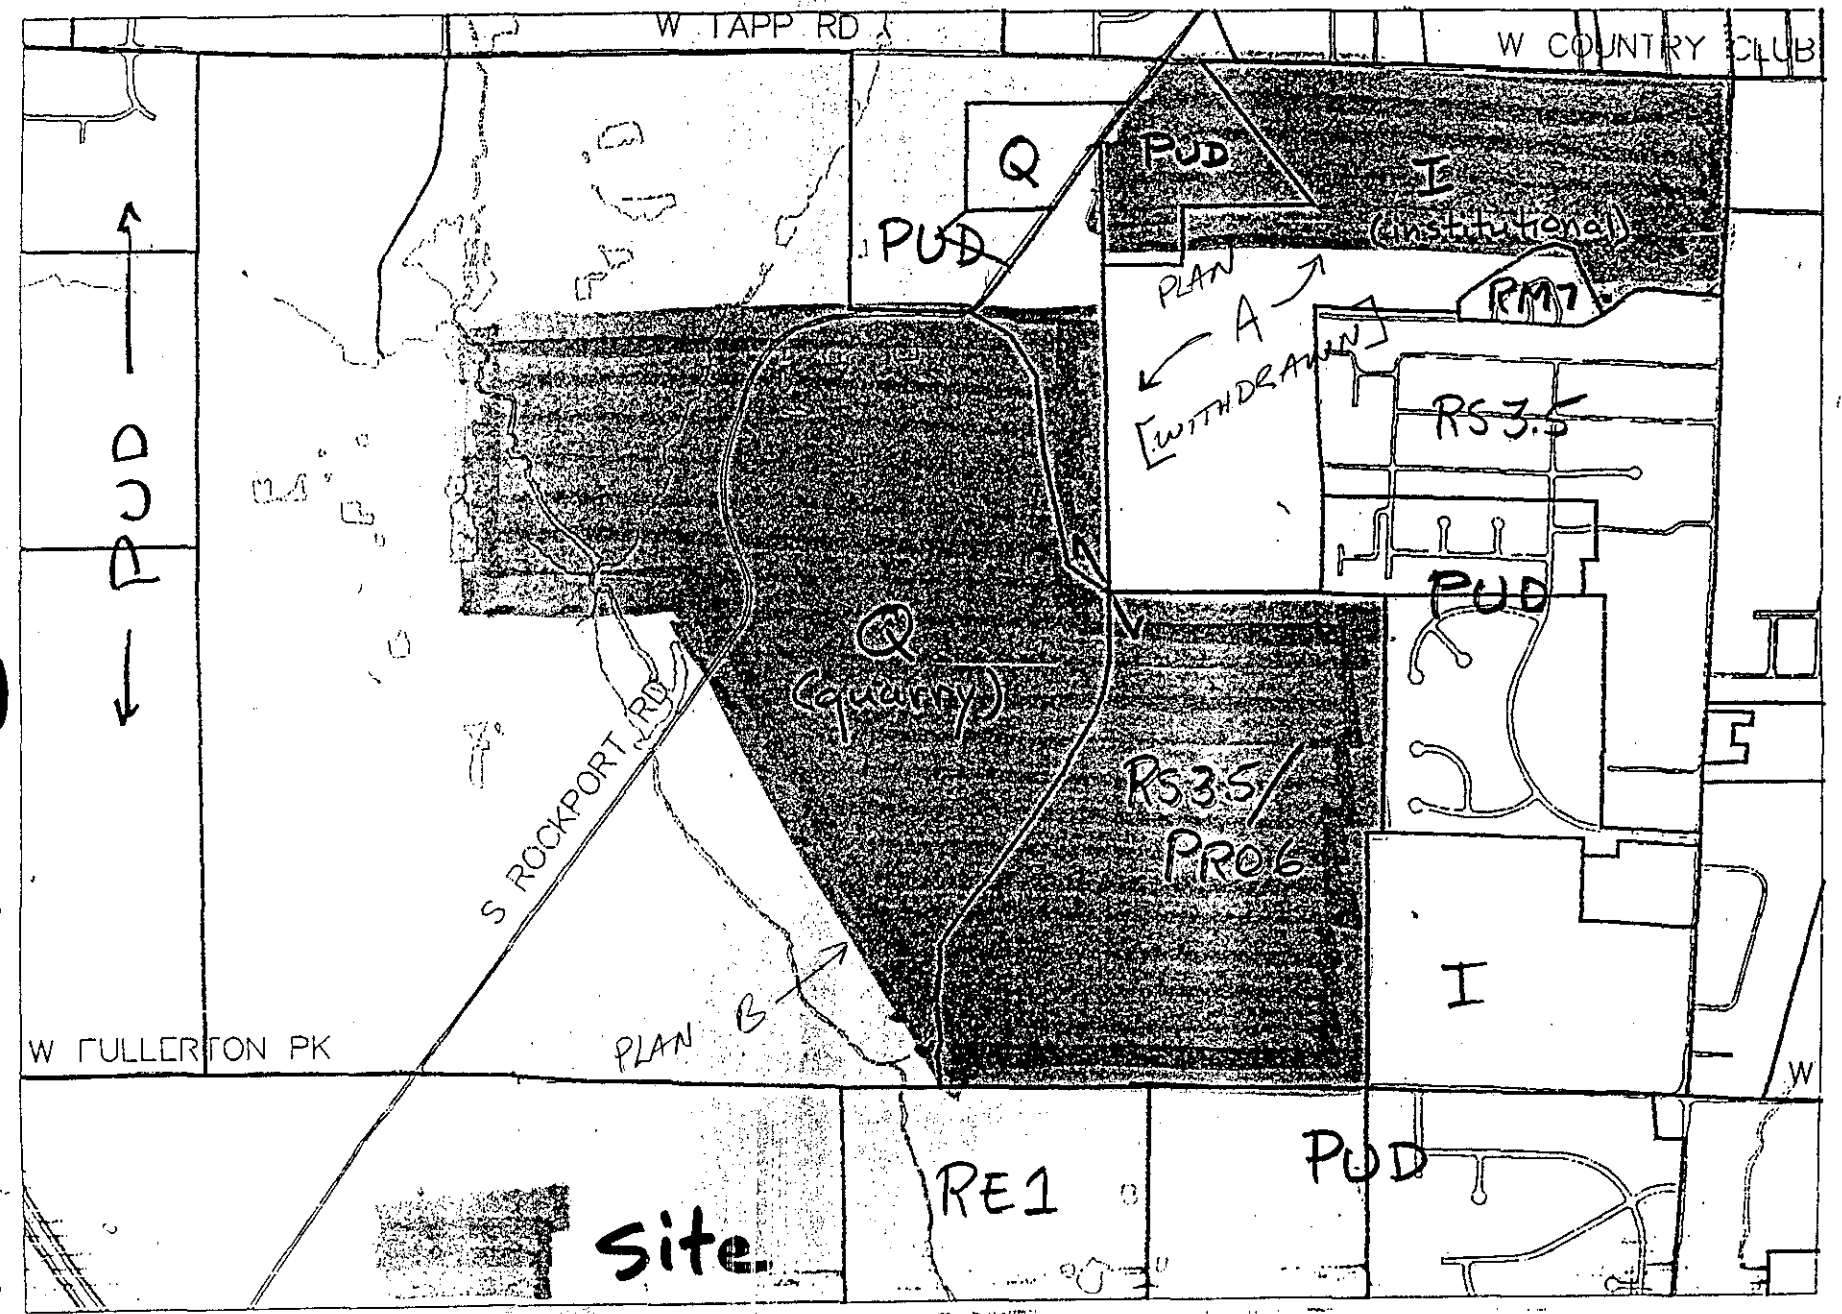 W TAPP RD
W COUNTRY CLUB
Q
PUD
I
(institutional)
PUD
PLAN
A
[WITHDRAWN]
RM7
RS3.5
PUD
PUD
Q
(quarry)
S ROCKPORT RD
RS3.5/
PRO6
I
PLAN B
W FULLERTON PK
W
RE1
PUD
Site